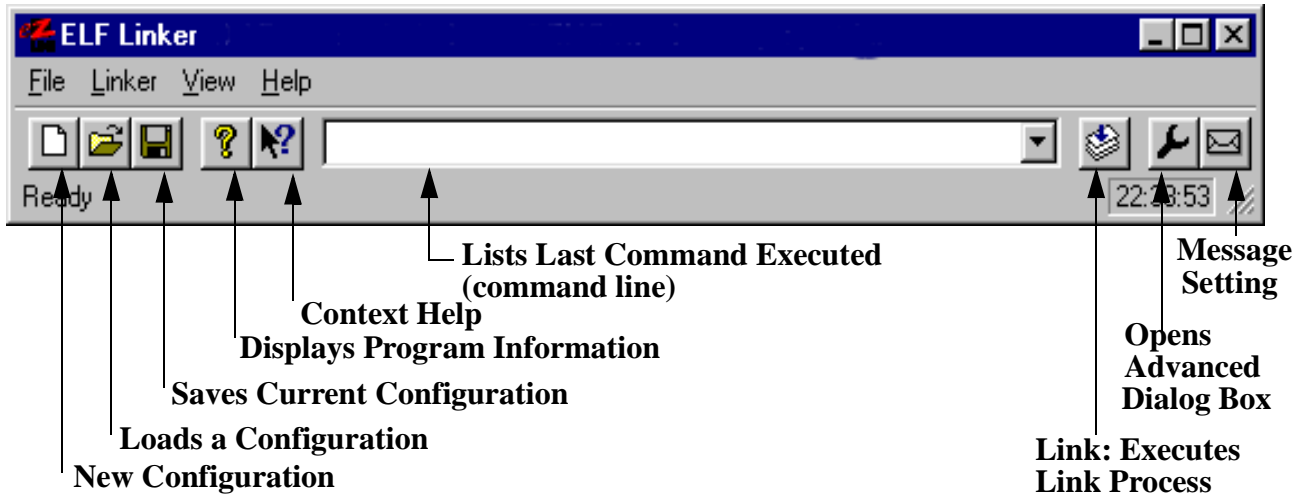 ELF Linker
File Linker View Help
Ready
Lists Last Command Executed
(command line)
Message
Setting
Context Help
Displays Program Information
Opens
Advanced
Dialog Box
Saves Current Configuration
Loads a Configuration
Link: Executes
Link Process
New Configuration